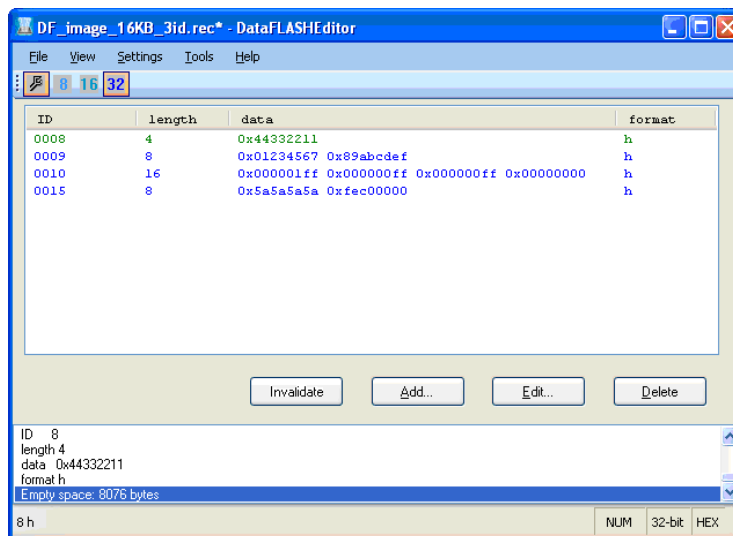 DF_image_16KB_3id.rec* - DataFLASHEditor
File View Settings Tools Help
8 16 32
ID length data format
0008 4 0x44332211 h
0009 8 0x01234567 0x89abcdef h
0010 16 0x000001ff 0x000000ff 0x000000ff 0x00000000 h
0015 8 0x5a5a5a5a 0xfec00000 h
Invalidate Add... Edit... Delete
ID 8
length 4
data 0x44332211
format h
Empty space: 8076 bytes
8 h NUM 32-bit HEX